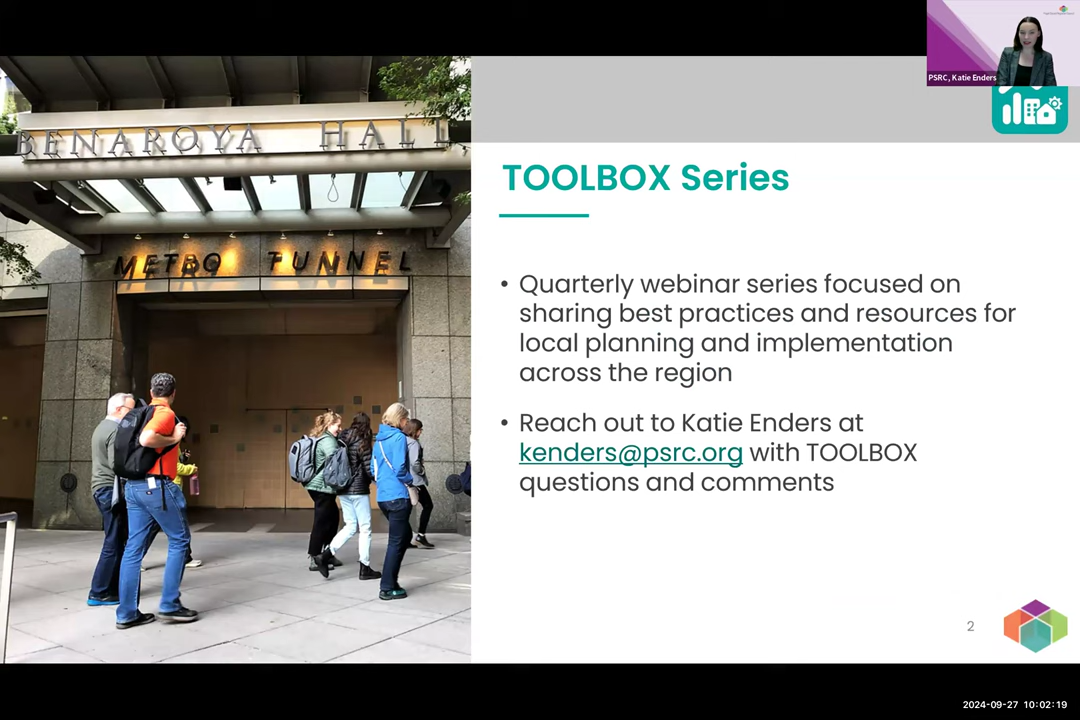 PSRC, Katie Enders
BENAROYA HALL
METRO TUNNEL
TOOLBOX Series
• Quarterly webinar series focused on
sharing best practices and resources for
local planning and implementation
across the region
• Reach out to Katie Enders at
kenders@psrc.org with TOOLBOX
questions and comments
2
2024-09-27 10:02:19